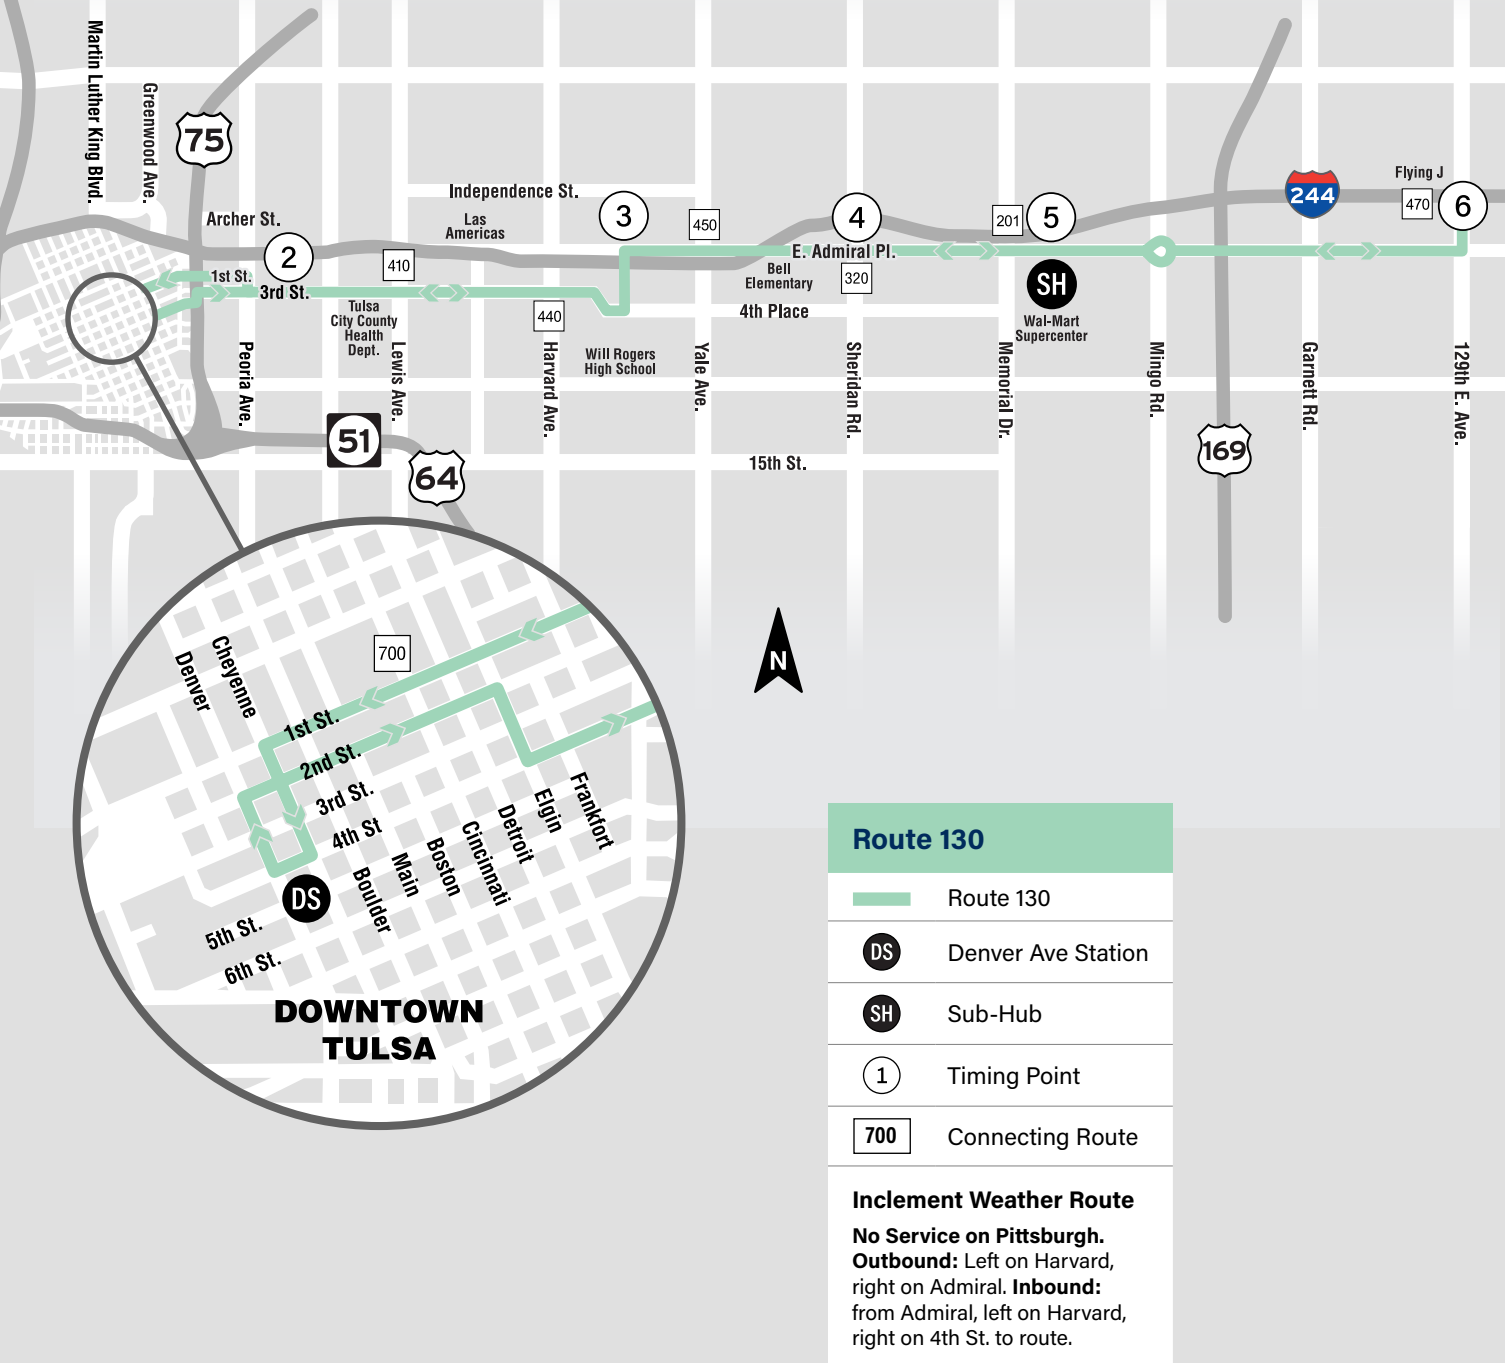 Martin Luther King Blvd.
Greenwood Ave.
75
Independence St.
Archer St.
Las
Americas
3
450
4
201
5
244
Flying J
470
6
2
410
1st St.
3rd St.
E. Admiral Pl.
Bell
Elementary
320
SH
Wal-Mart
Supercenter
Tulsa
City County
Health
Dept.
440
4th Place
Will Rogers
High School
Peoria Ave.
Lewis Ave.
Harvard Ave.
Yale Ave.
Sheridan Rd.
Memorial Dr.
Mingo Rd.
Garnett Rd.
129th E. Ave.
51
64
169
15th St.
N
700
Denver
Cheyenne
1st St.
2nd St.
3rd St.
4th St
Boulder
Main
Boston
Cincinnati
Detroit
Elgin
Frankfort
DS
5th St.
6th St.
DOWNTOWN
TULSA
Route 130
Route 130
DS Denver Ave Station
SH Sub-Hub
1 Timing Point
700 Connecting Route
Inclement Weather Route
No Service on Pittsburgh.
Outbound: Left on Harvard,
right on Admiral. Inbound:
from Admiral, left on Harvard,
right on 4th St. to route.